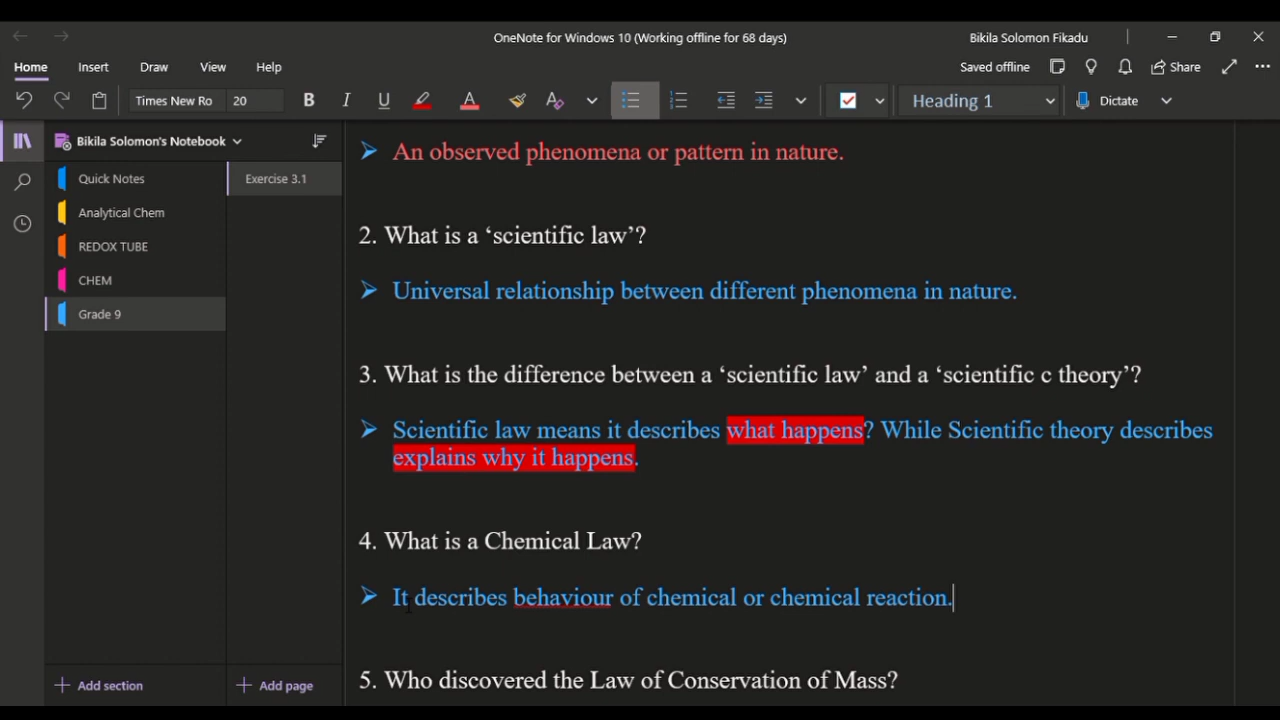 OneNote for Windows 10 (Working offline for 68 days)
Bikila Solomon Fikadu
Home Insert Draw View Help
Saved offline Share
Times New Ro 20 B I U A A Heading 1 Dictate
Bikila Solomon's Notebook
Quick Notes
Analytical Chem
REDOX TUBE
CHEM
Grade 9
Add section
Exercise 3.1
Add page
➢ An observed phenomena or pattern in nature.
2. What is a ‘scientific law’?
➢ Universal relationship between different phenomena in nature.
3. What is the difference between a ‘scientific law’ and a ‘scientific c theory’?
➢ Scientific law means it describes what happens? While Scientific theory describes
explains why it happens.
4. What is a Chemical Law?
➢ It describes behaviour of chemical or chemical reaction.
5. Who discovered the Law of Conservation of Mass?